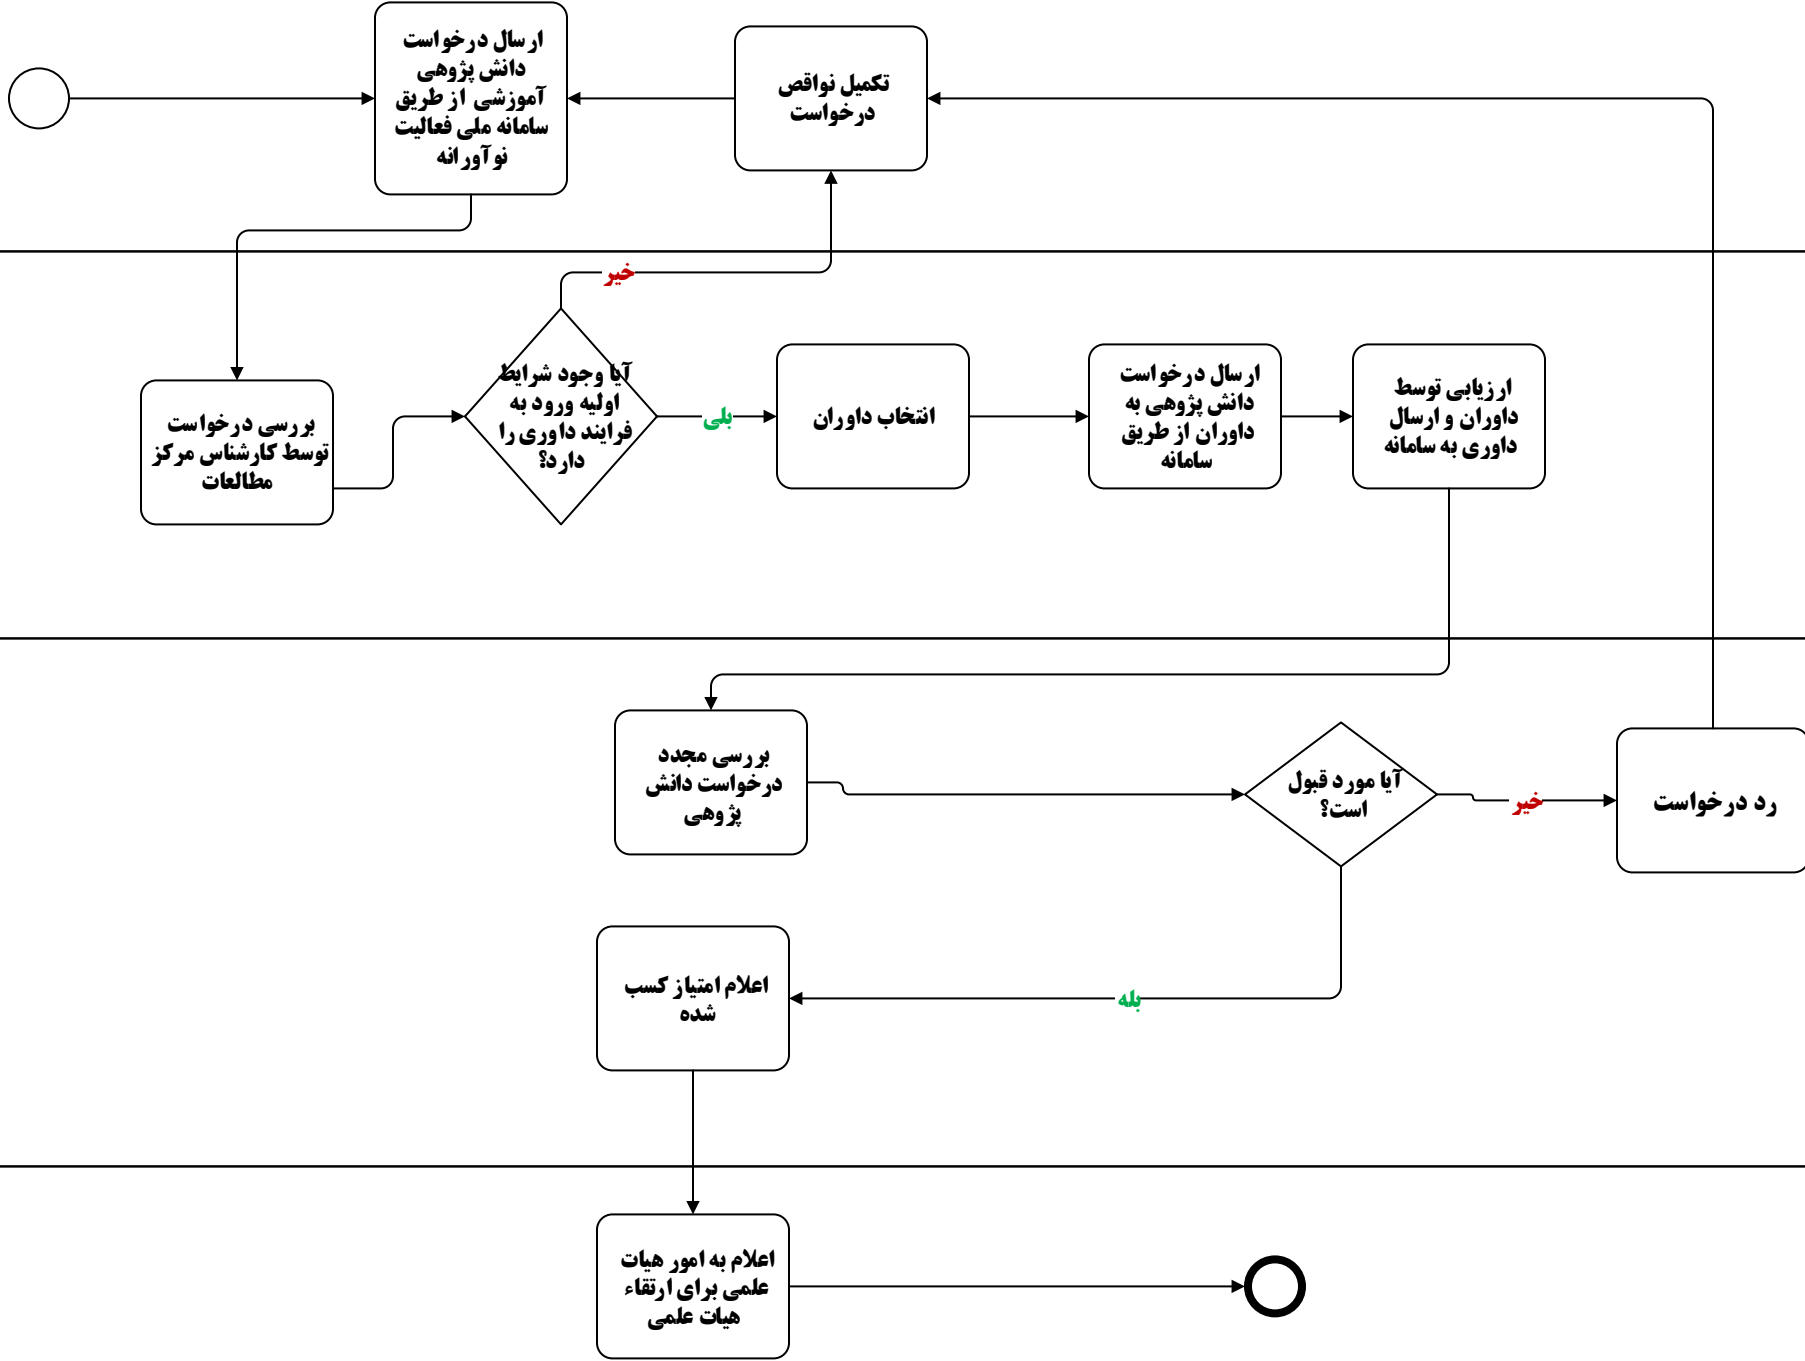 ارسال درخواست
دانش پژوهی
آموزشی از طریق
سامانه ملی فعالیت
نوآورانه
تکمیل نواقص
درخواست
خیر
بررسی درخواست
توسط کارشناس مرکز
مطالعات
آیا وجود شرایط
اولیه ورود به
فرایند داوری را
دارد؟
بلی
انتخاب داوران
ارسال درخواست
دانش پژوهی به
داوران از طریق
سامانه
ارزیابی توسط
داوران و ارسال
داوری به سامانه
بررسی مجدد
درخواست دانش
پژوهی
آیا مورد قبول
است؟
خیر
رد درخواست
بله
اعلام امتیاز کسب
شده
اعلام به امور هیات
علمی برای ارتقاء
هیات علمی